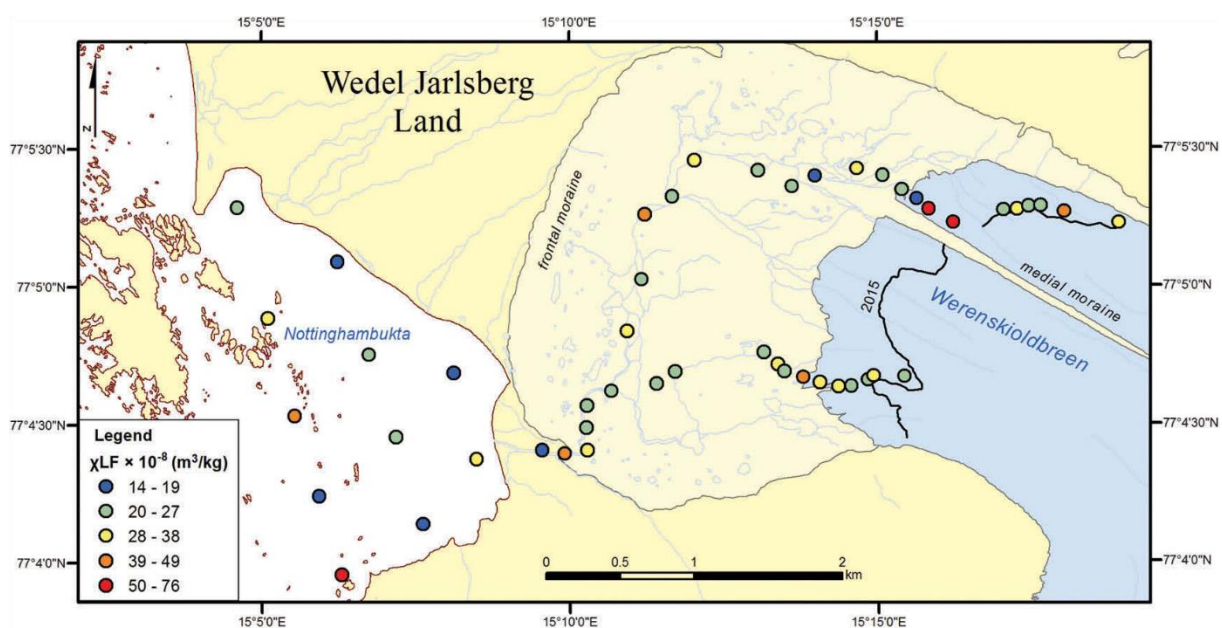 15°5'0"E
15°10'0"E
15°15'0"E
Wedel Jarlsberg
Land
N
77°5'30"N
77°5'30"N
frontal moraine
77°5'0"N
77°5'0"N
2015
medial moraine
Nottinghambukta
Werenskioldbreen
77°4'30"N
77°4'30"N
Legend
χLF × 10⁻⁸ (m³/kg)
14 - 19
20 - 27
28 - 38
39 - 49
50 - 76
77°4'0"N
77°4'0"N
0 0.5 1 2
km
15°5'0"E
15°10'0"E
15°15'0"E